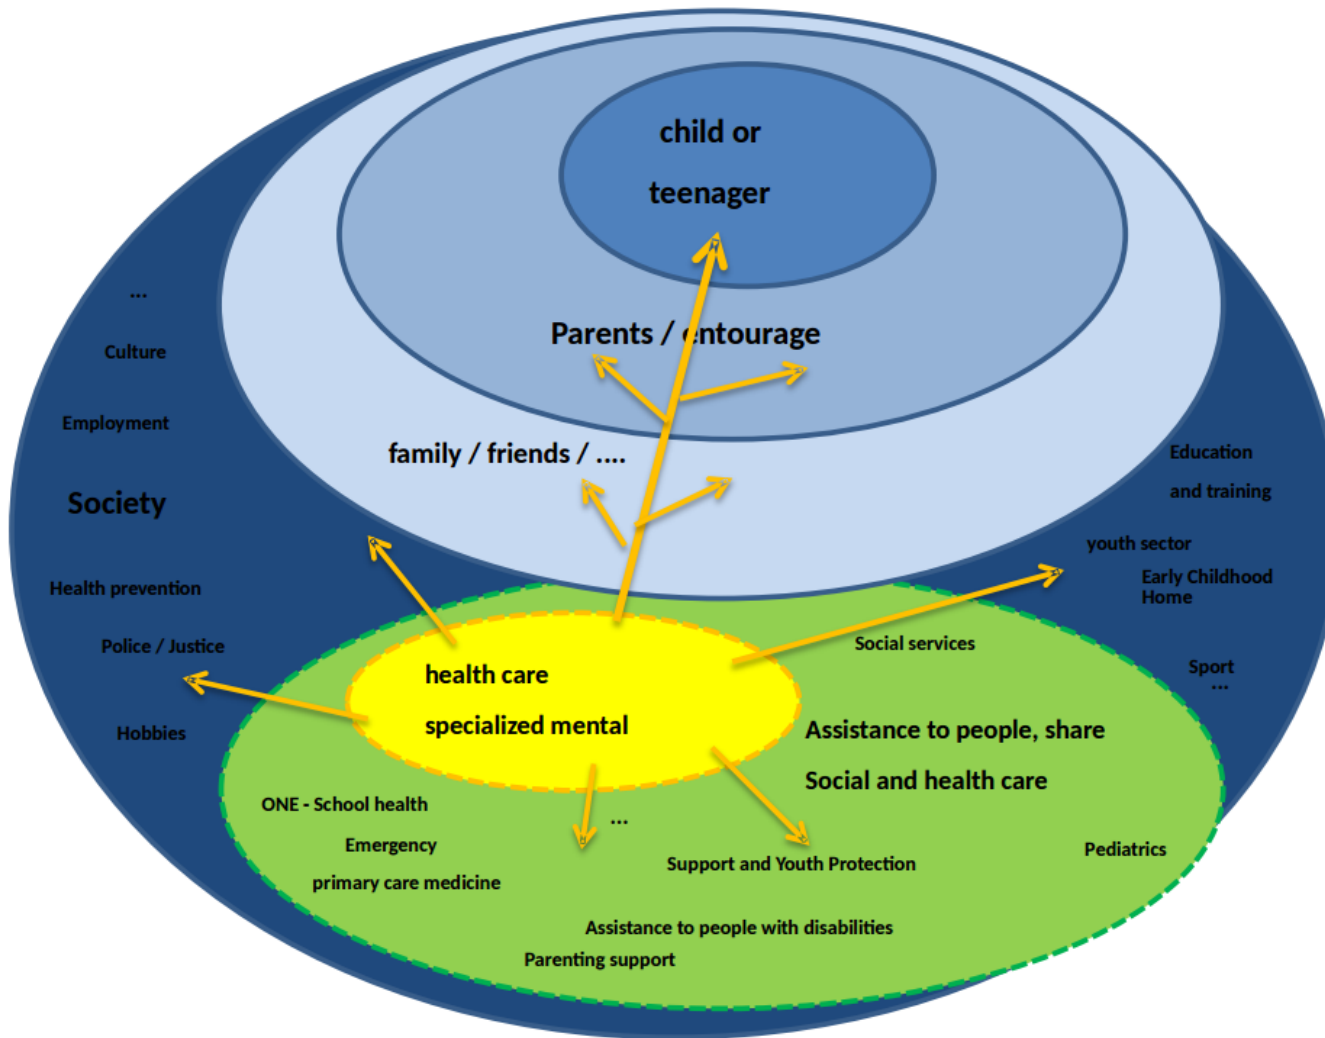 child or
teenager
...
Parents / entourage
Culture
Employment
family / friends / ....
Education
and training
Society
youth sector
Early Childhood
Home
Health prevention
Police / Justice
Social services
Sport
...
health care
specialized mental
Hobbies
Assistance to people, share
Social and health care
ONE - School health
...
Emergency
Pediatrics
Support and Youth Protection
primary care medicine
Assistance to people with disabilities
Parenting support